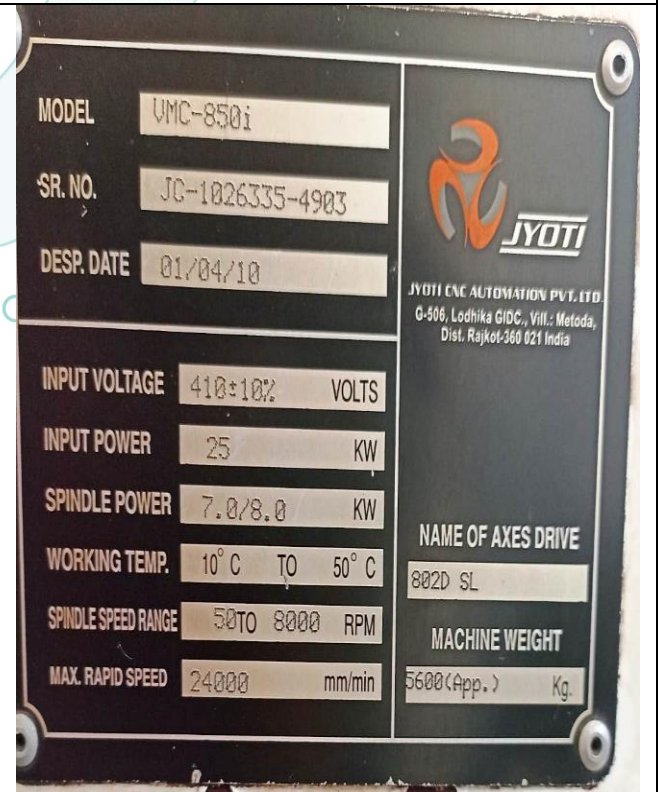 MODEL VMC-850i
SR. NO. JC-1026335-4903
DESP. DATE 01/04/10
JYOTI
JYOTI CNC AUTOMATION PVT. LTD.
G-506, Lodhika GIDC., Vill.: Metoda,
Dist. Rajkot-360 021 India
INPUT VOLTAGE 410±10% VOLTS
INPUT POWER 25 KW
SPINDLE POWER 7.0/8.0 KW
WORKING TEMP. 10° C TO 50° C
SPINDLE SPEED RANGE 50 TO 8000 RPM
MAX. RAPID SPEED 24000 mm/min
NAME OF AXES DRIVE
802D SL
MACHINE WEIGHT
5600(App.) Kg.